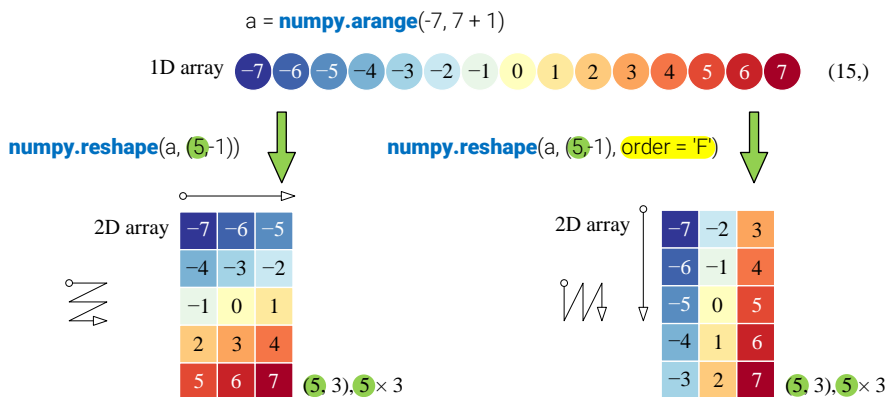 a = numpy.arange(-7, 7 + 1)
1D array −7 −6 −5 −4 −3 −2 −1 0 1 2 3 4 5 6 7 (15,)
numpy.reshape(a, (5,-1))
numpy.reshape(a, (5,-1), order = 'F')
2D array −7 −6 −5
−4 −3 −2
−1 0 1
2 3 4
5 6 7 (5, 3), 5 × 3
2D array −7 −2 3
−6 −1 4
−5 0 5
−4 1 6
−3 2 7 (5, 3), 5 × 3